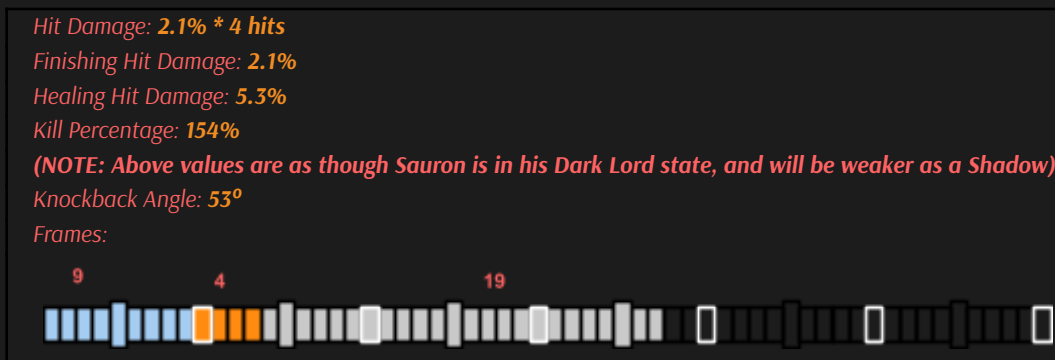 Hit Damage: 2.1% * 4 hits
Finishing Hit Damage: 2.1%
Healing Hit Damage: 5.3%
Kill Percentage: 154%
(NOTE: Above values are as though Sauron is in his Dark Lord state, and will be weaker as a Shadow)
Knockback Angle: 53º
Frames:
9 4 19